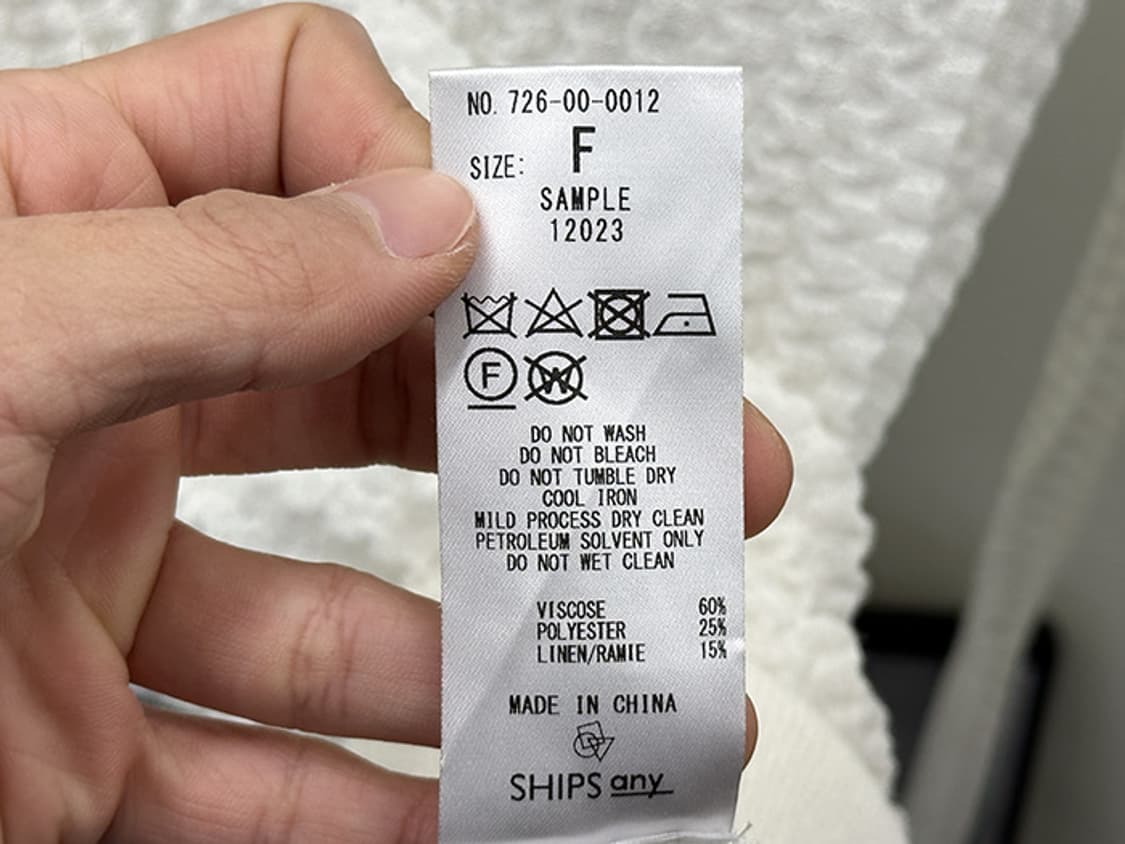 NO. 726-00-0012
SIZE: F
SAMPLE
12023
F W
DO NOT WASH
DO NOT BLEACH
DO NOT TUMBLE DRY
COOL IRON
MILD PROCESS DRY CLEAN
PETROLEUM SOLVENT ONLY
DO NOT WET CLEAN
VISCOSE 60%
POLYESTER 25%
LINEN/RAMIE 15%
MADE IN CHINA
SHIPS any